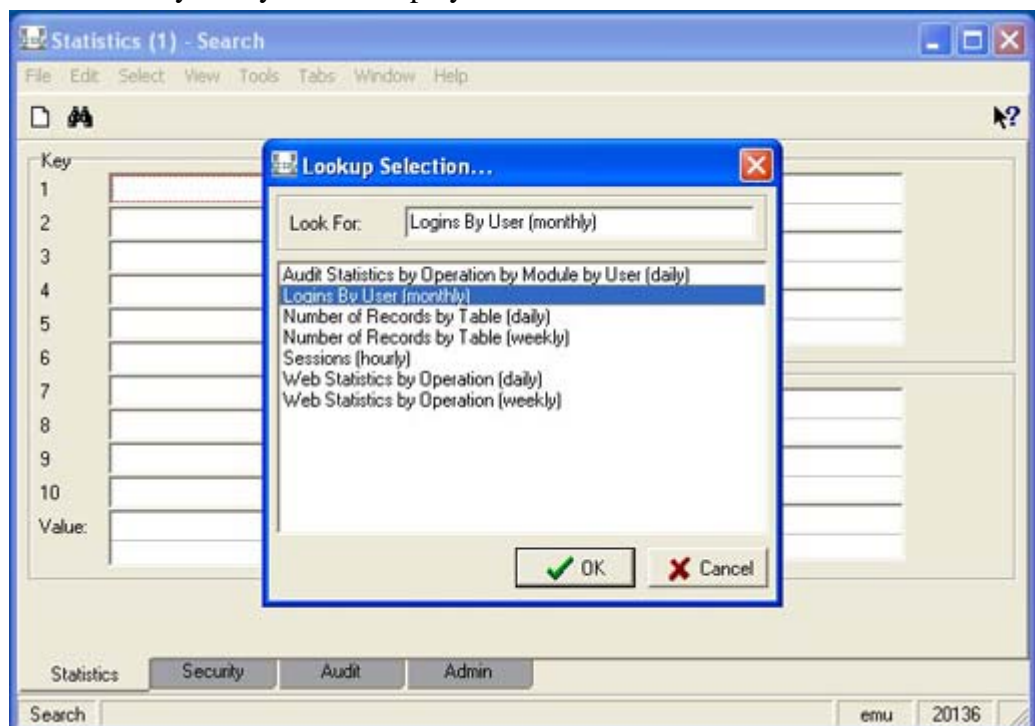 Statistics (1) - Search
File Edit Select View Tools Tabs Window Help
Key
1
2
3
4
5
6
7
8
9
10
Value:
Lookup Selection...
Look For: Logins By User (monthly)
Audit Statistics by Operation by Module by User (daily)
Logins By User (monthly)
Number of Records by Table (daily)
Number of Records by Table (weekly)
Sessions (hourly)
Web Statistics by Operation (daily)
Web Statistics by Operation (weekly)
OK Cancel
Statistics Security Audit Admin
Search emu 20136